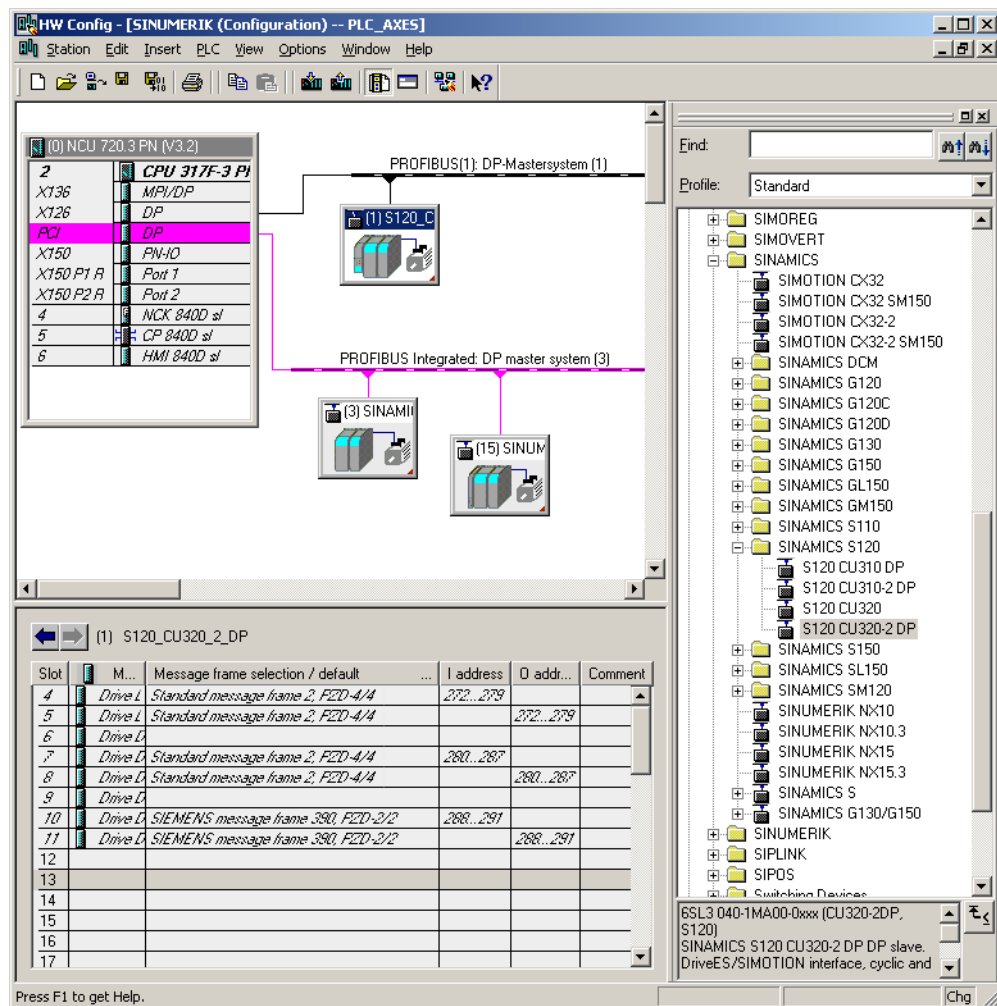 HW Config - [SINUMERIK (Configuration) -- PLC_AXES]
Station Edit Insert PLC View Options Window Help
(0) NCU 720.3 PN (V3.2)
2 CPU 317F-3 PI
X136 MPI/DP
X126 DP
PCI DP
X150 PN-IO
X150 P1 R Port 1
X150 P2 R Port 2
4 NCK 840D sl
5 CP 840D sl
6 HMI 840D sl
PROFIBUS(1): DP-Mastersystem (1)
(1) S120_C
PROFIBUS Integrated: DP master system (3)
(3) SINAMI
(15) SINUM
(1) S120_CU320_2_DP
Slot M... Message frame selection / default ... I address O addr... Comment
4 Drive L Standard message frame 2, PZD-4/4 272...279
5 Drive L Standard message frame 2, PZD-4/4 272...279
6 Drive D
7 Drive D Standard message frame 2, PZD-4/4 280...287
8 Drive D Standard message frame 2, PZD-4/4 280...287
9 Drive D
10 Drive D SIEMENS message frame 390, PZD-2/2 288...291
11 Drive D SIEMENS message frame 390, PZD-2/2 288...291
12
13
14
15
16
17
Find:
Profile: Standard
SIMOREG
SIMOVERT
SINAMICS
SIMOTION CX32
SIMOTION CX32 SM150
SIMOTION CX32-2
SIMOTION CX32-2 SM150
SINAMICS DCM
SINAMICS G120
SINAMICS G120C
SINAMICS G120D
SINAMICS G130
SINAMICS G150
SINAMICS GL150
SINAMICS GM150
SINAMICS S110
SINAMICS S120
S120 CU310 DP
S120 CU310-2 DP
S120 CU320
S120 CU320-2 DP
SINAMICS S150
SINAMICS SL150
SINAMICS SM120
SINUMERIK NX10
SINUMERIK NX10.3
SINUMERIK NX15
SINUMERIK NX15.3
SINAMICS S
SINAMICS G130/G150
SINUMERIK
SIPLINK
SIPOS
Switching Devices
6SL3 040-1MA00-0xxx (CU320-2DP,
S120)
SINAMICS S120 CU320-2 DP DP slave.
DriveES/SIMOTION interface, cyclic and
Press F1 to get Help.
Chg